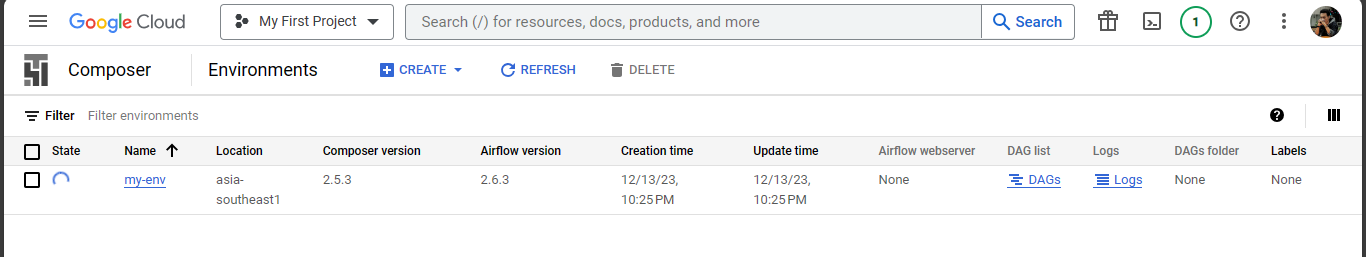 Google Cloud
My First Project
Search (/) for resources, docs, products, and more
Search
1
Composer
Environments
CREATE
REFRESH
DELETE
Filter
Filter environments
State
Name
Location
Composer version
Airflow version
Creation time
Update time
Airflow webserver
DAG list
Logs
DAGs folder
Labels
my-env
asia-
southeast1
2.5.3
2.6.3
12/13/23,
10:25 PM
12/13/23,
10:25 PM
None
DAGs
Logs
None
None